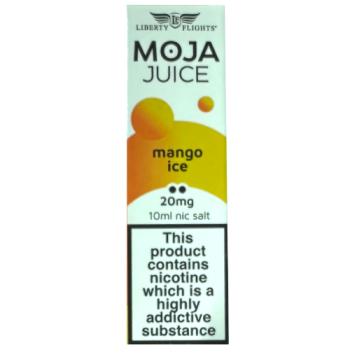 LIBERTY LF FLIGHTS®
MOJA
JUICE
mango
ice
20mg
10ml nic salt
This
product
contains
nicotine
which is a
highly
addictive
substance